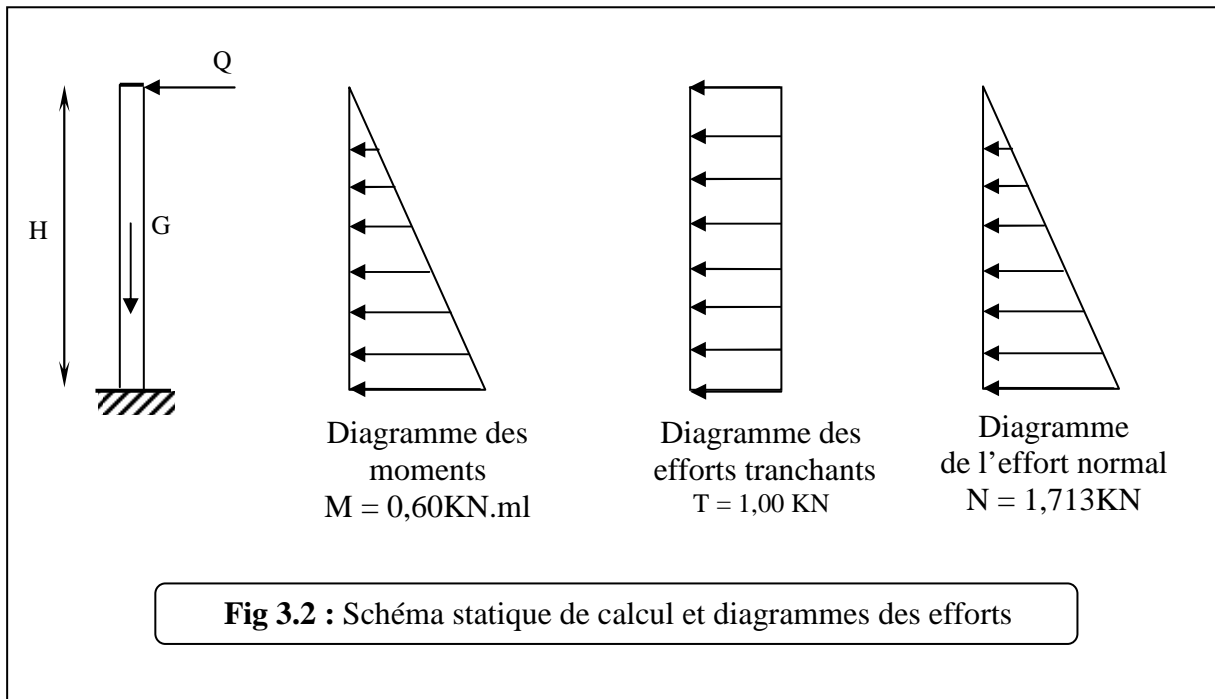 Q
H
G
Diagramme des
moments
M = 0,60KN.ml
Diagramme des
efforts tranchants
T = 1,00 KN
Diagramme
de l’effort normal
N = 1,713KN
Fig 3.2 : Schéma statique de calcul et diagrammes des efforts